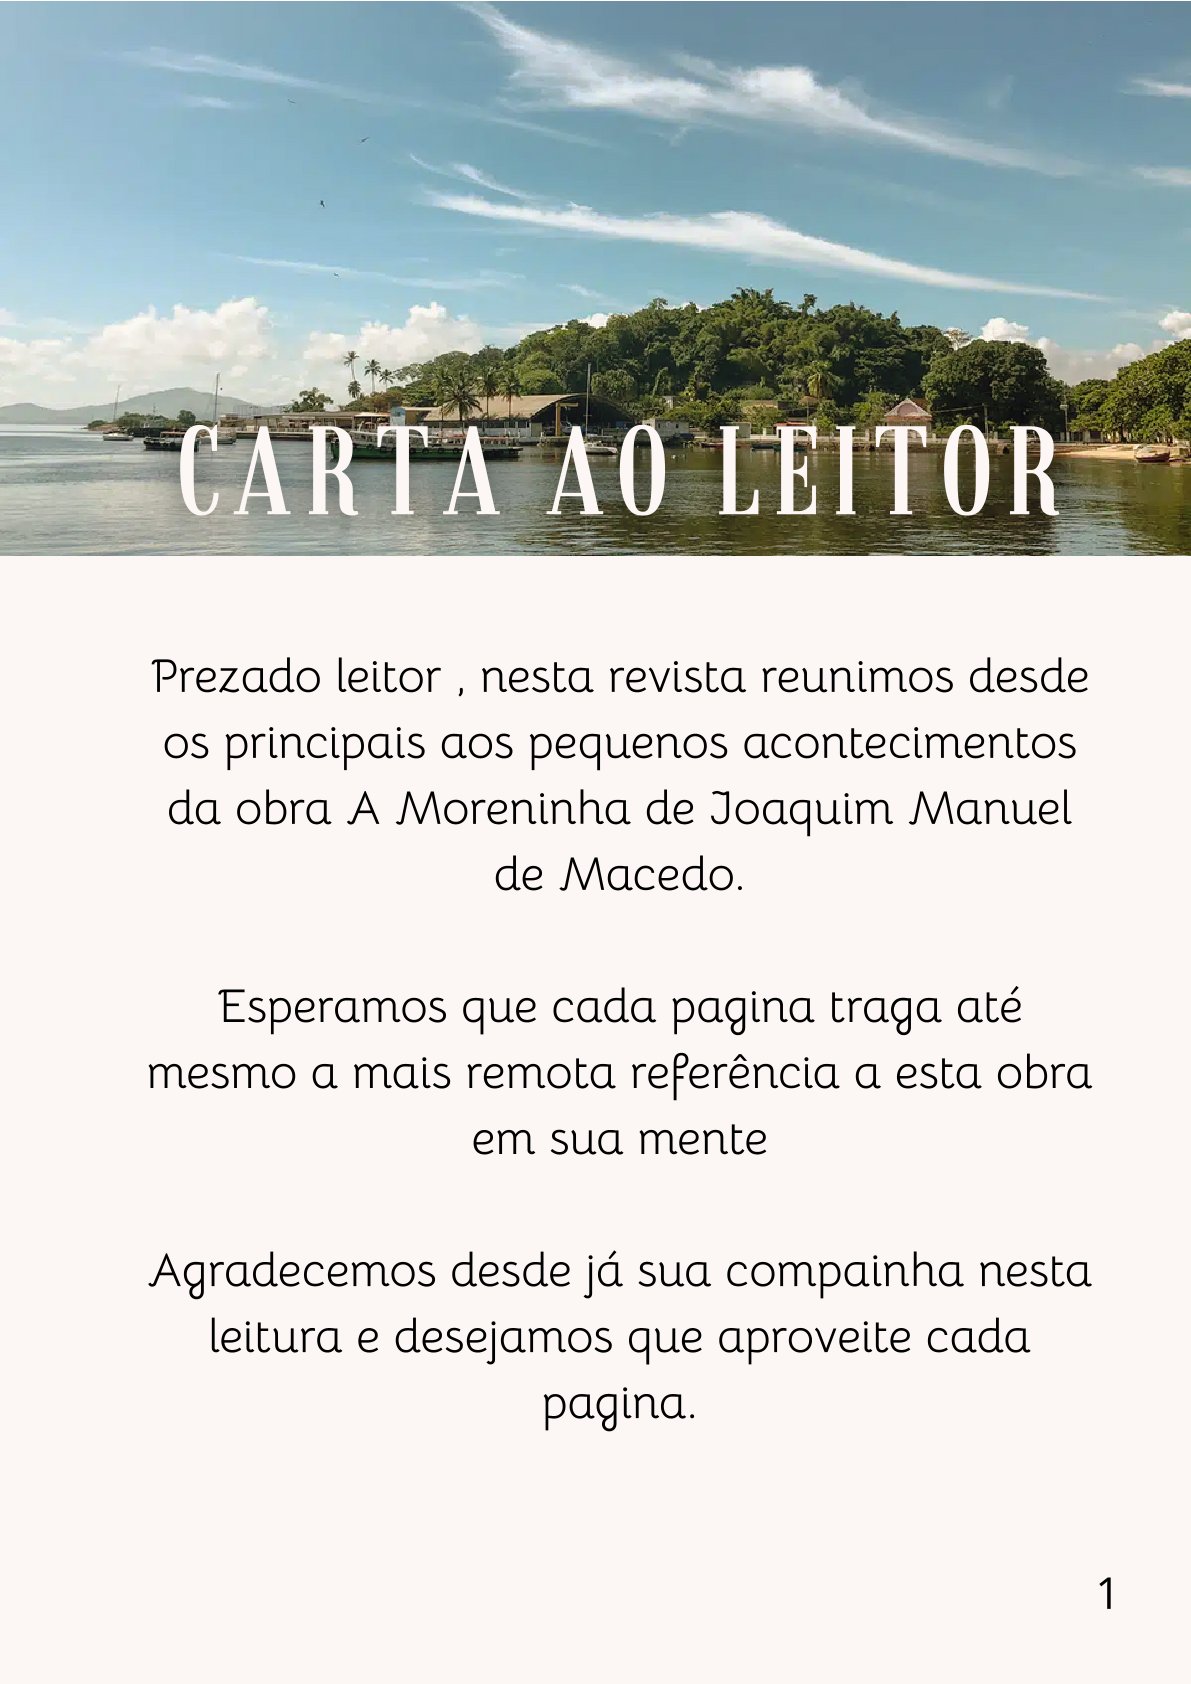 CARTA AO LEITOR
Prezado leitor , nesta revista reunimos desde
os principais aos pequenos acontecimentos
da obra A Moreninha de Joaquim Manuel
de Macedo.
Esperamos que cada pagina traga até
mesmo a mais remota referência a esta obra
em sua mente
Agradecemos desde já sua compainha nesta
leitura e desejamos que aproveite cada
pagina.
1